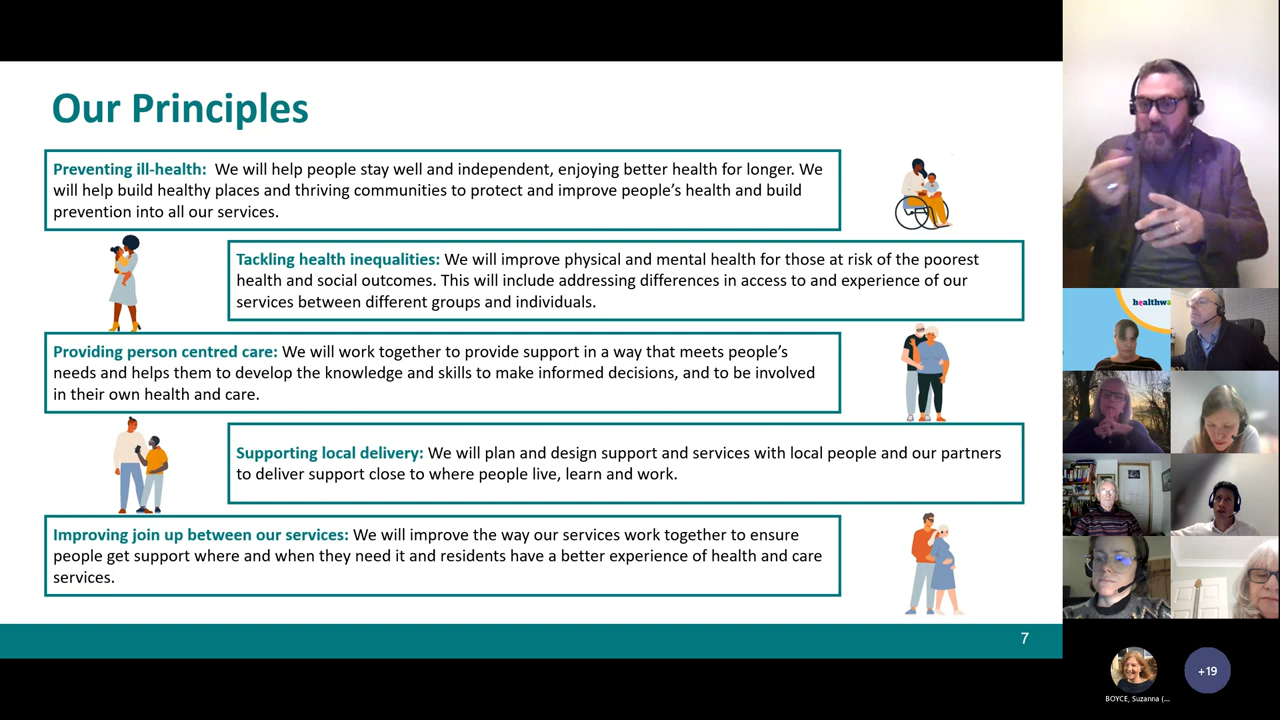 Our Principles
Preventing ill-health: We will help people stay well and independent, enjoying better health for longer. We
will help build healthy places and thriving communities to protect and improve people's health and build
prevention into all our services.
Tackling health inequalities: We will improve physical and mental health for those at risk of the poorest
health and social outcomes. This will include addressing differences in access to and experience of our
services between different groups and individuals.
Providing person centred care: We will work together to provide support in a way that meets people's
needs and helps them to develop the knowledge and skills to make informed decisions, and to be involved
in their own health and care.
Supporting local delivery: We will plan and design support and services with local people and our partners
to deliver support close to where people live, learn and work.
Improving join up between our services: We will improve the way our services work together to ensure
people get support where and when they need it and residents have a better experience of health and care
services.
7
healthwa
+19
BOYCE, Suzanna (...